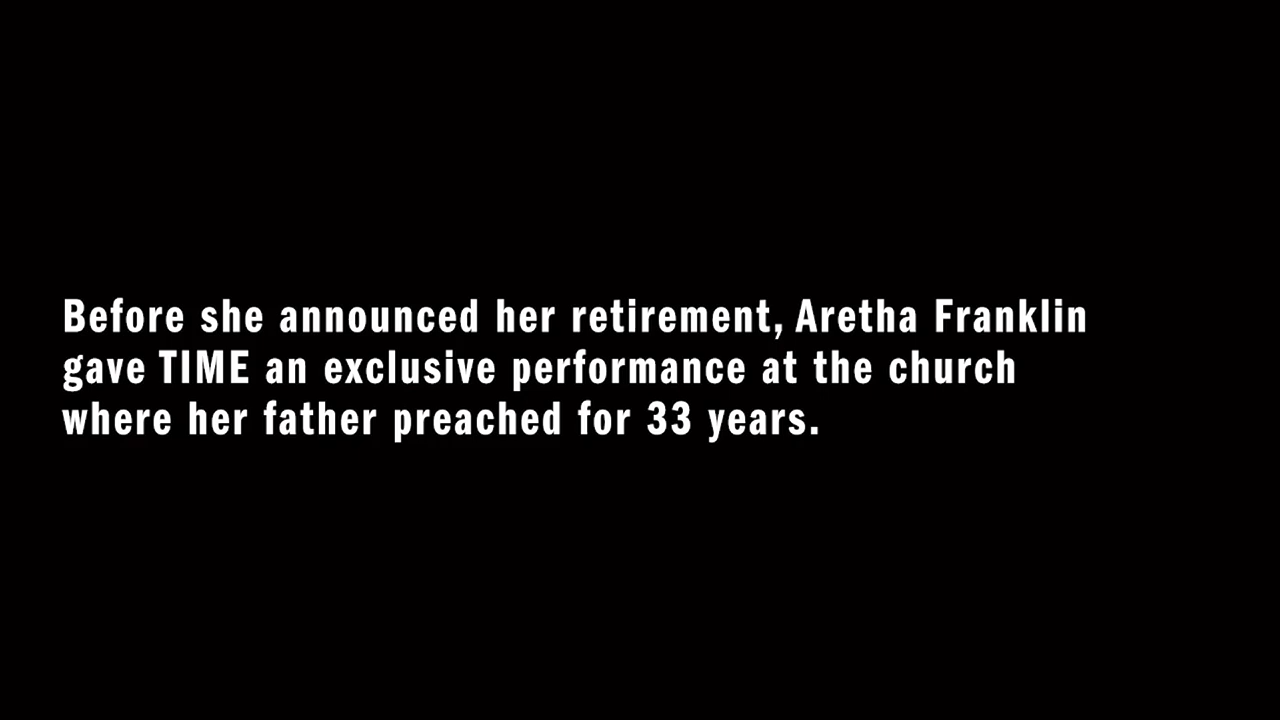 Before she announced her retirement, Aretha Franklin
gave TIME an exclusive performance at the church
where her father preached for 33 years.